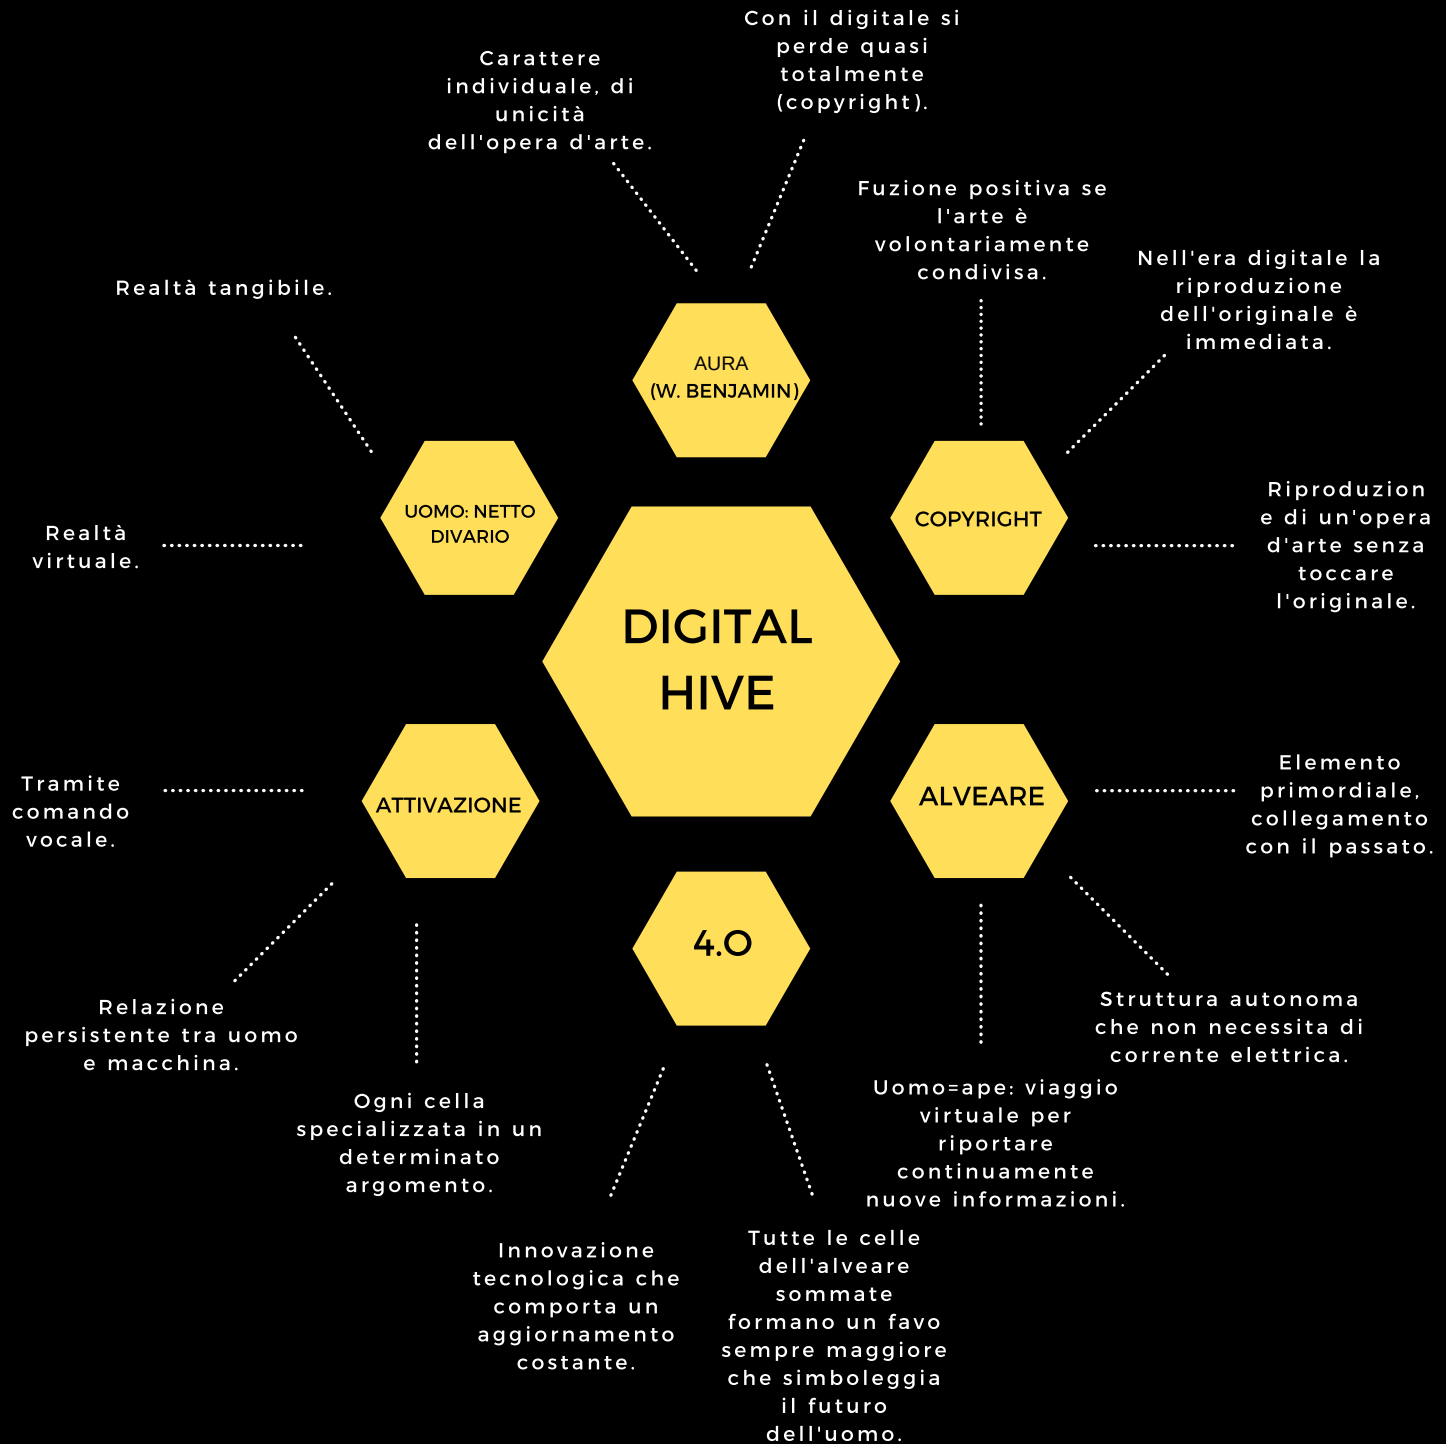 Con il digitale si
perde quasi
totalmente
(copyright).
Carattere
individuale, di
unicità
dell'opera d'arte.
Fuzione positiva se
l'arte è
volontariamente
condivisa.
Nell'era digitale la
riproduzione
dell'originale è
immediata.
Realtà tangibile.
AURA
(W. BENJAMIN)
UOMO: NETTO
DIVARIO
COPYRIGHT
Riproduzion
e di un'opera
d'arte senza
toccare
l'originale.
Realtà
virtuale.
DIGITAL
HIVE
Tramite
comando
vocale.
ATTIVAZIONE
ALVEARE
Elemento
primordiale,
collegamento
con il passato.
4.O
Relazione
persistente tra uomo
e macchina.
Struttura autonoma
che non necessita di
corrente elettrica.
Ogni cella
specializzata in un
determinato
argomento.
Uomo=ape: viaggio
virtuale per
riportare
continuamente
nuove informazioni.
Innovazione
tecnologica che
comporta un
aggiornamento
costante.
Tutte le celle
dell'alveare
sommate
formano un favo
sempre maggiore
che simboleggia
il futuro
dell'uomo.